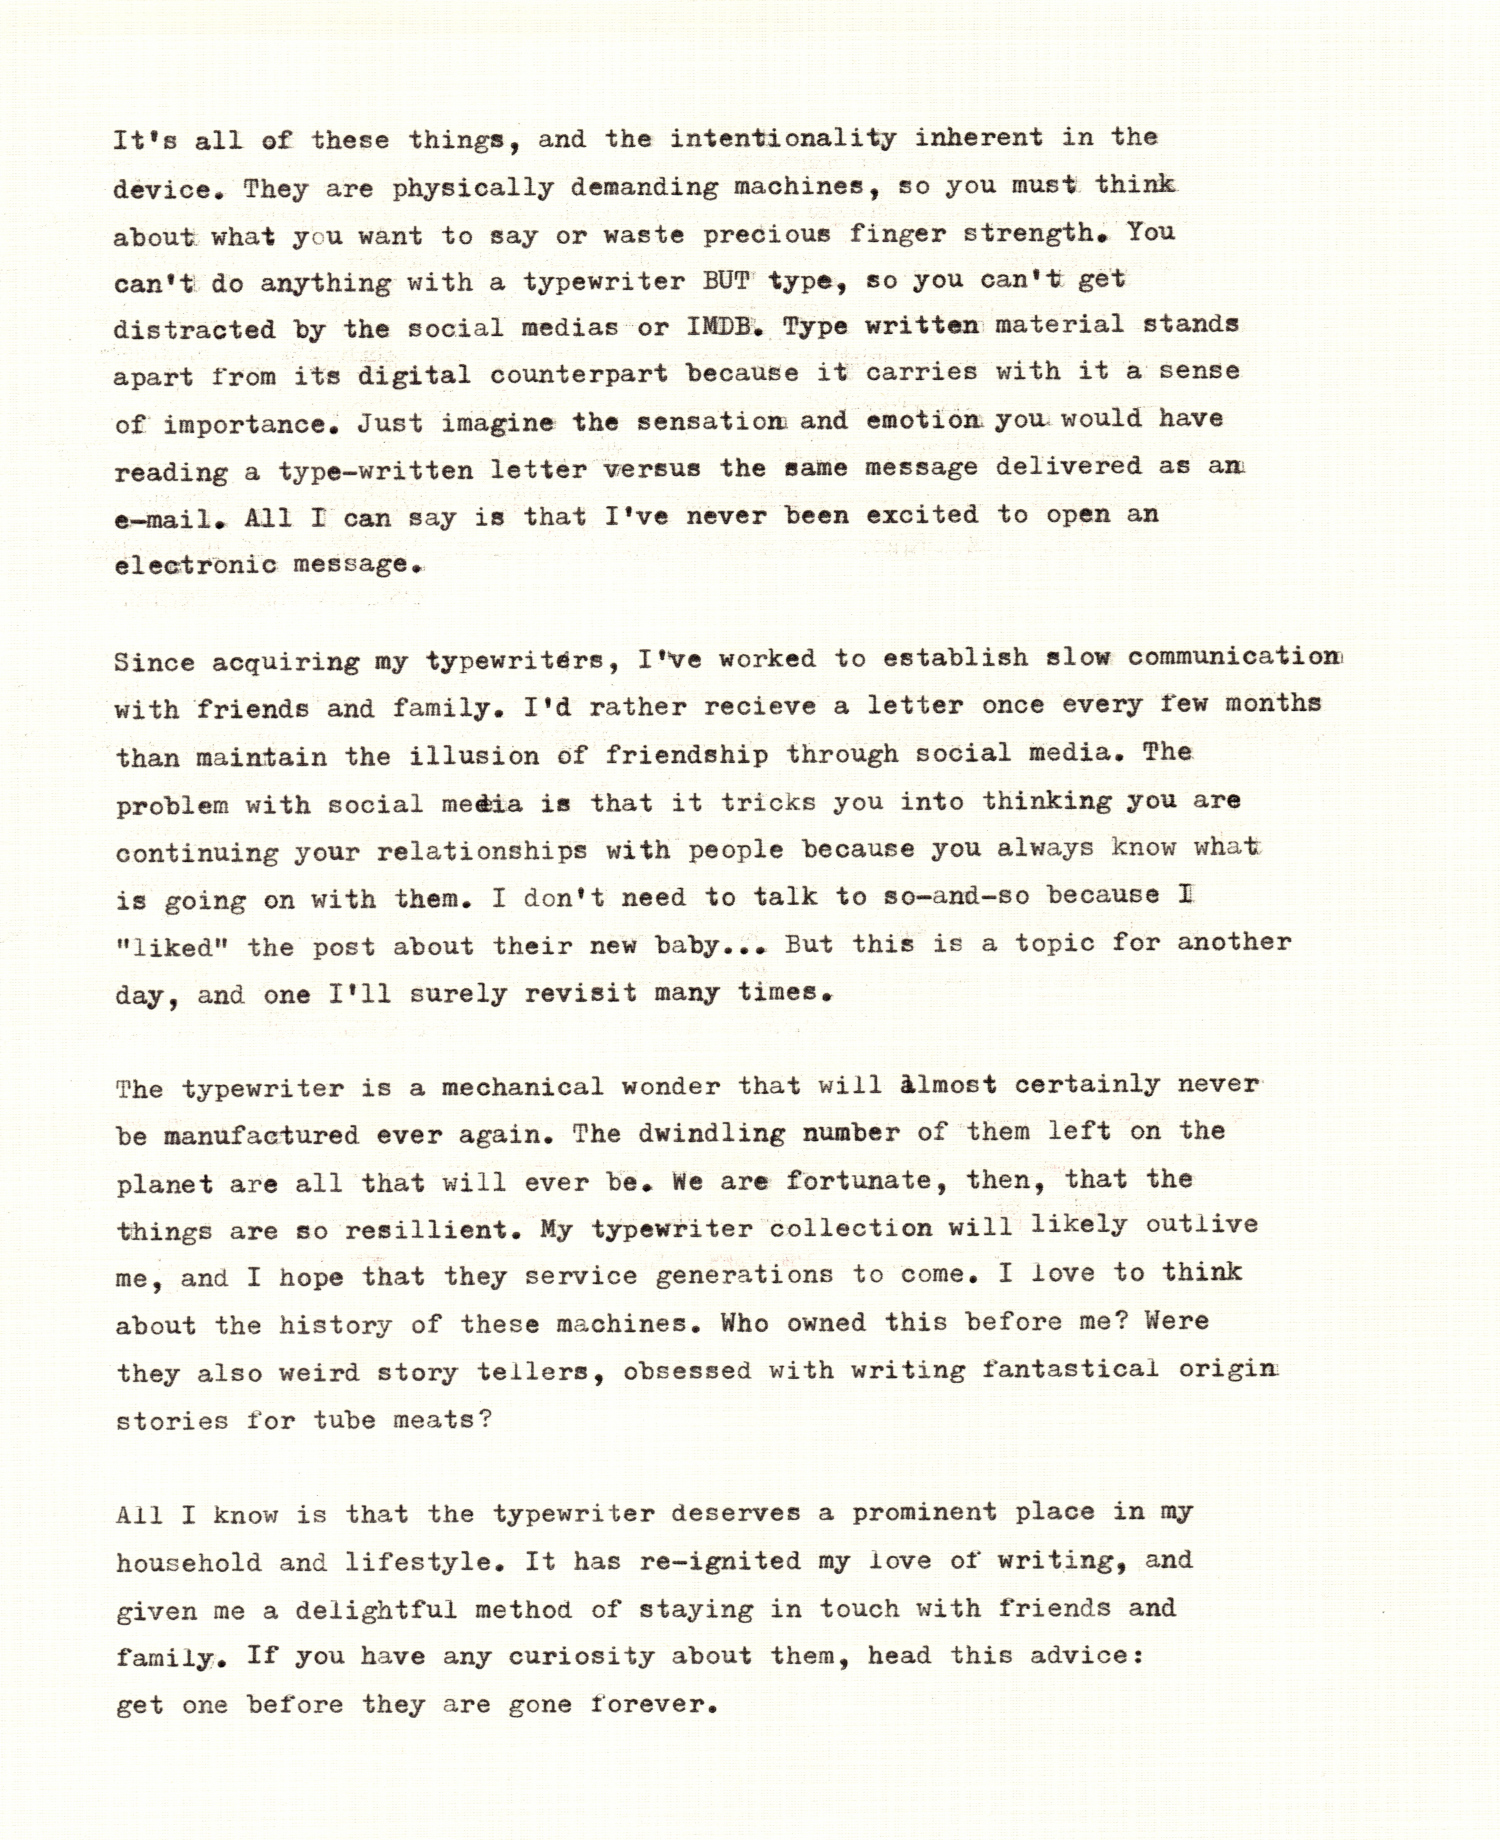 It's all of these things, and the intentionality inherent in the
device. They are physically demanding machines, so you must think
about what you want to say or waste precious finger strength. You
can't do anything with a typewriter BUT type, so you can't get
distracted by the social medias or IMDB. Type written material stands
apart from its digital counterpart because it carries with it a sense
of importance. Just imagine the sensation and emotion you would have
reading a type-written letter versus the same message delivered as an
e-mail. All I can say is that I've never been excited to open an
electronic message.

Since acquiring my typewriters, I've worked to establish slow communication
with friends and family. I'd rather recieve a letter once every few months
than maintain the illusion of friendship through social media. The
problem with social media is that it tricks you into thinking you are
continuing your relationships with people because you always know what
is going on with them. I don't need to talk to so-and-so because I
"liked" the post about their new baby... But this is a topic for another
day, and one I'll surely revisit many times.

The typewriter is a mechanical wonder that will almost certainly never
be manufactured ever again. The dwindling number of them left on the
planet are all that will ever be. We are fortunate, then, that the
things are so resillient. My typewriter collection will likely outlive
me, and I hope that they service generations to come. I love to think
about the history of these machines. Who owned this before me? Were
they also weird story tellers, obsessed with writing fantastical origin
stories for tube meats?

All I know is that the typewriter deserves a prominent place in my
household and lifestyle. It has re-ignited my love of writing, and
given me a delightful method of staying in touch with friends and
family. If you have any curiosity about them, head this advice:
get one before they are gone forever.